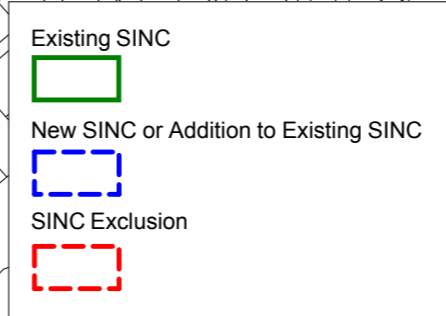 Existing SINC
New SINC or Addition to Existing SINC
SINC Exclusion